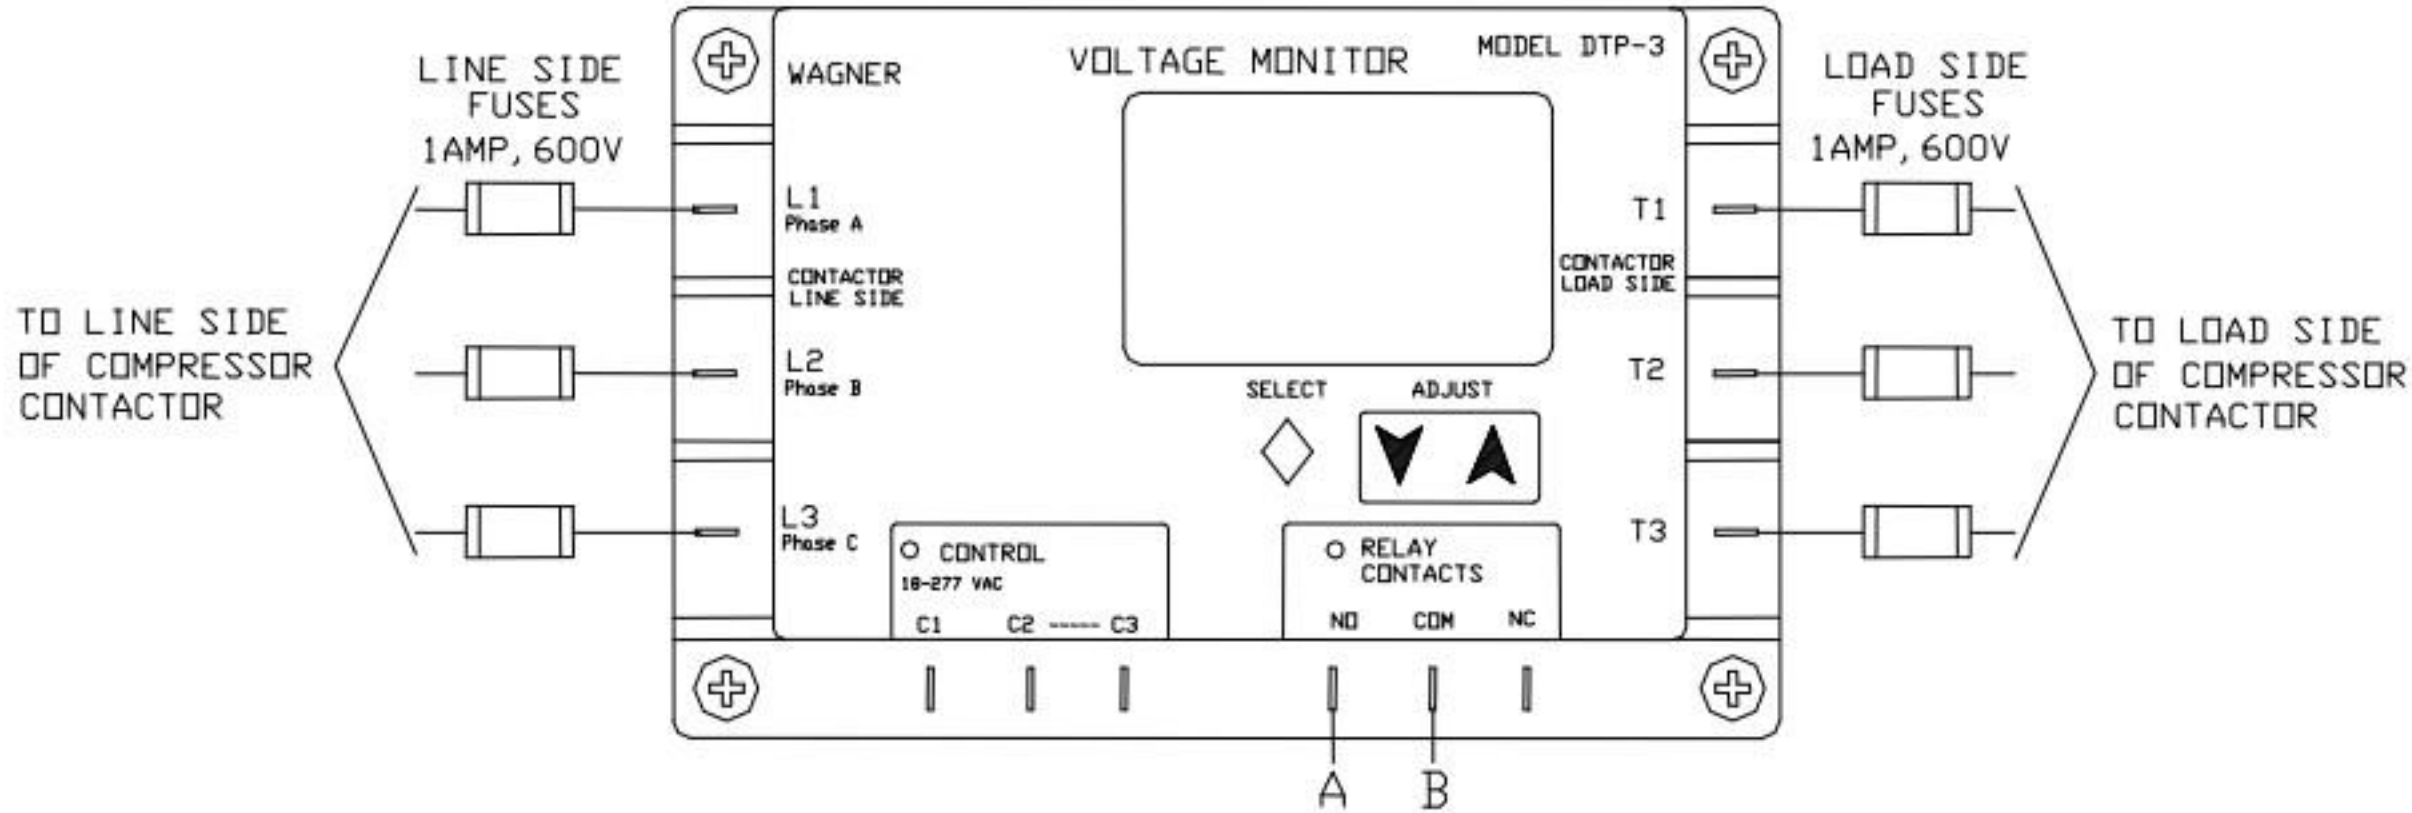 VOLTAGE MONITOR
MODEL DTP-3
WAGNER
LINE SIDE
FUSES
1AMP, 600V
LOAD SIDE
FUSES
1AMP, 600V
L1
Phase A
T1
CONTACTOR
LINE SIDE
CONTACTOR
LOAD SIDE
TO LINE SIDE
OF COMPRESSOR
CONTACTOR
L2
Phase B
T2
TO LOAD SIDE
OF COMPRESSOR
CONTACTOR
SELECT
ADJUST
L3
Phase C
T3
CONTROL
18-277 VAC
C1 C2 ----- C3
RELAY
CONTACTS
NO COM NC
A B